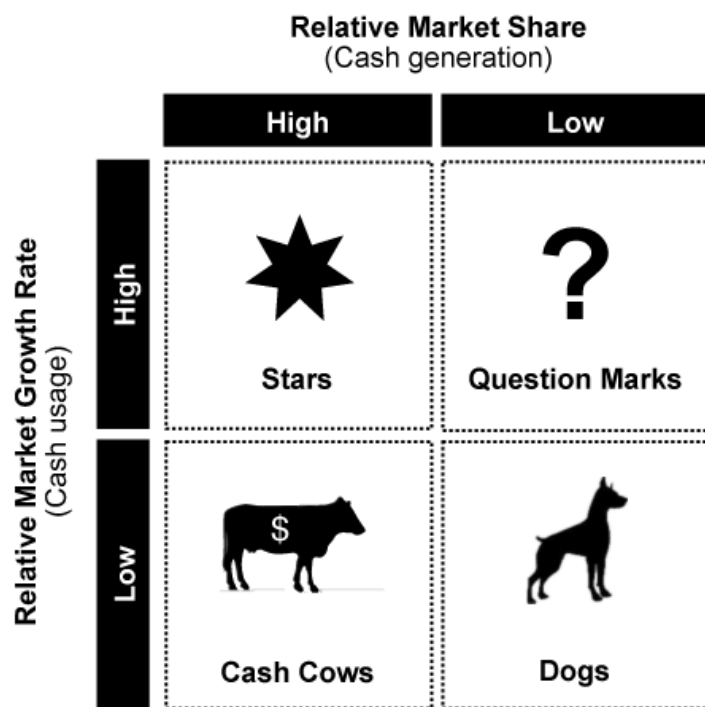 Relative Market Share
(Cash generation)
High
Low
Relative Market Growth Rate
(Cash usage)
High
?
Stars
Question Marks
Low
$
Cash Cows
Dogs